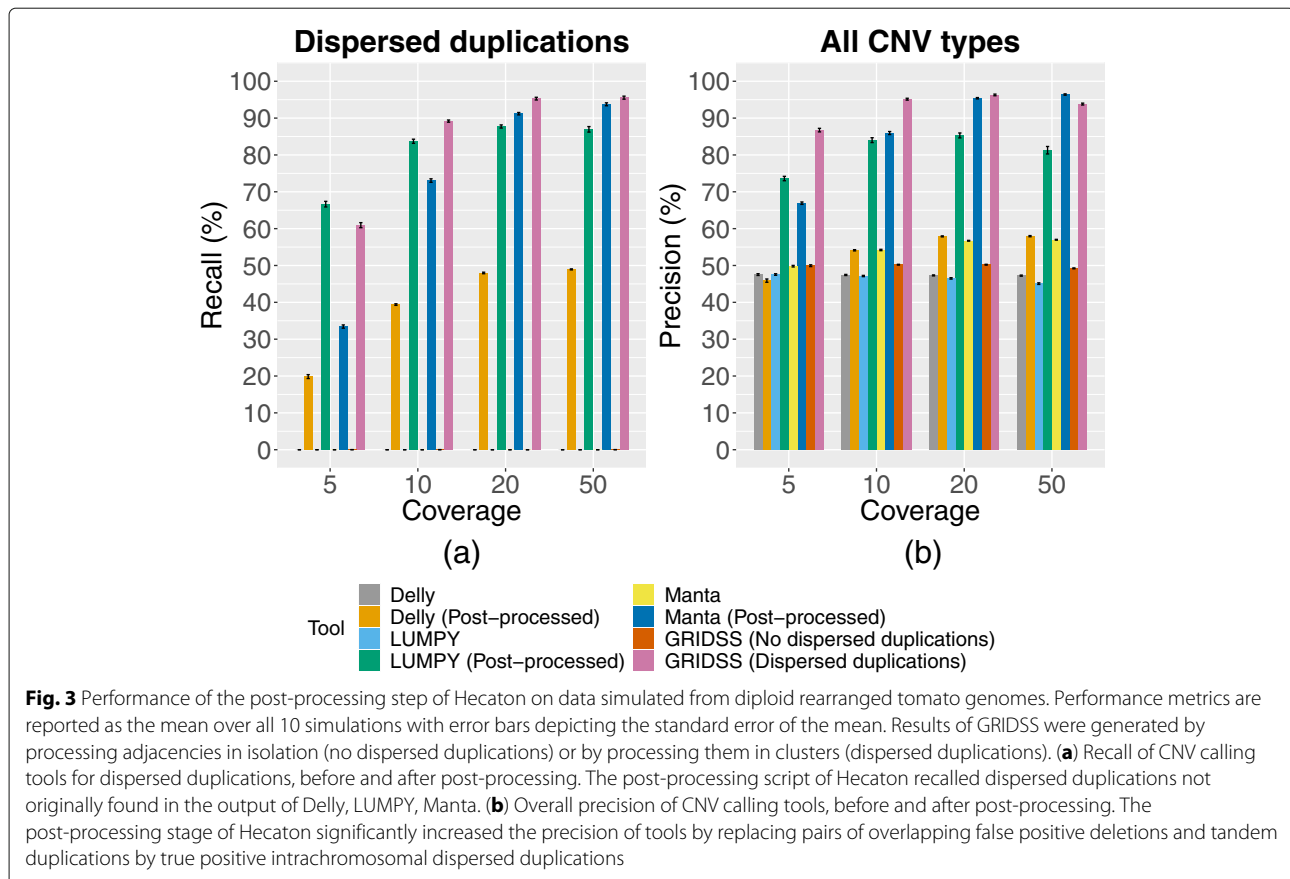 Dispersed duplications
Recall (%)
100
90
80
70
60
50
40
30
20
10
0
5 10 20 50
Coverage
(a)
All CNV types
Precision (%)
100
90
80
70
60
50
40
30
20
10
0
5 10 20 50
Coverage
(b)
Tool
Delly
Delly (Post−processed)
LUMPY
LUMPY (Post−processed)
Manta
Manta (Post−processed)
GRIDSS (No dispersed duplications)
GRIDSS (Dispersed duplications)
Fig. 3 Performance of the post-processing step of Hecaton on data simulated from diploid rearranged tomato genomes. Performance metrics are
reported as the mean over all 10 simulations with error bars depicting the standard error of the mean. Results of GRIDSS were generated by
processing adjacencies in isolation (no dispersed duplications) or by processing them in clusters (dispersed duplications). (a) Recall of CNV calling
tools for dispersed duplications, before and after post-processing. The post-processing script of Hecaton recalled dispersed duplications not
originally found in the output of Delly, LUMPY, Manta. (b) Overall precision of CNV calling tools, before and after post-processing. The
post-processing stage of Hecaton significantly increased the precision of tools by replacing pairs of overlapping false positive deletions and tandem
duplications by true positive intrachromosomal dispersed duplications